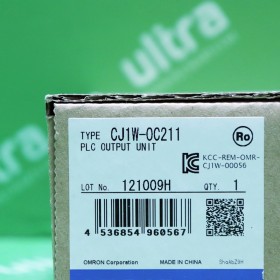 ultra
TYPE CJ1W-OC211
PLC OUTPUT UNIT
Ro
KCC-REM-OMR-
CJ1W-00056
LOT No. 121009H QTY. 1
4 536854 960567
OMRON Corporation MADE IN CHINA